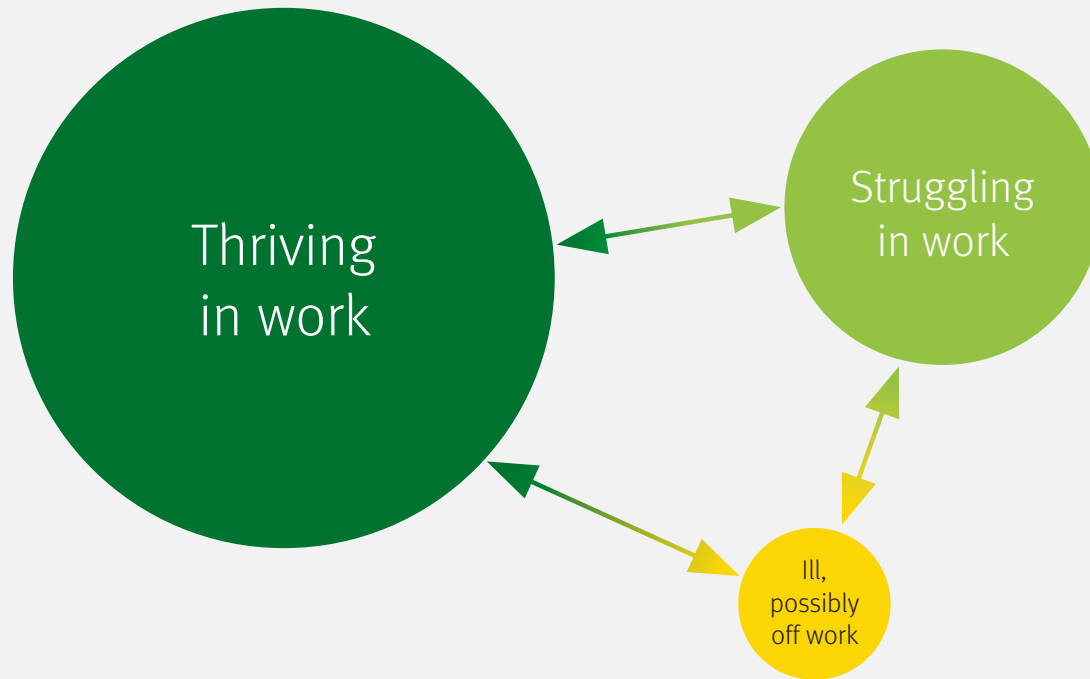 Thriving
in work
Struggling
in work
Ill,
possibly
off work